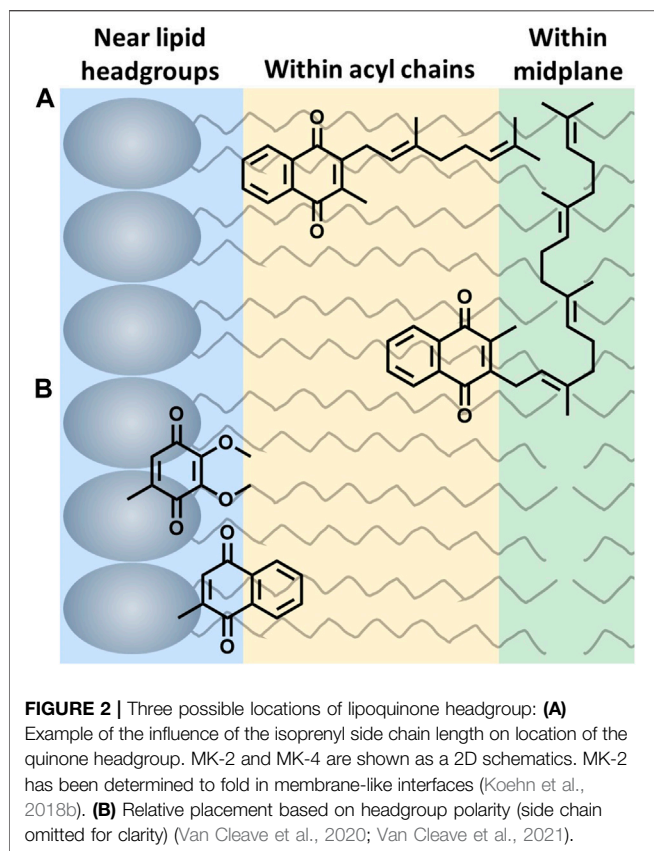 Near lipid headgroups
Within acyl chains
Within midplane
A
O
O
O
O
B
O
O
O
O
O
O
FIGURE 2 | Three possible locations of lipoquinone headgroup: (A)
Example of the influence of the isoprenyl side chain length on location of the
quinone headgroup. MK-2 and MK-4 are shown as a 2D schematics. MK-2
has been determined to fold in membrane-like interfaces (Koehn et al.,
2018b). (B) Relative placement based on headgroup polarity (side chain
omitted for clarity) (Van Cleave et al., 2020; Van Cleave et al., 2021).